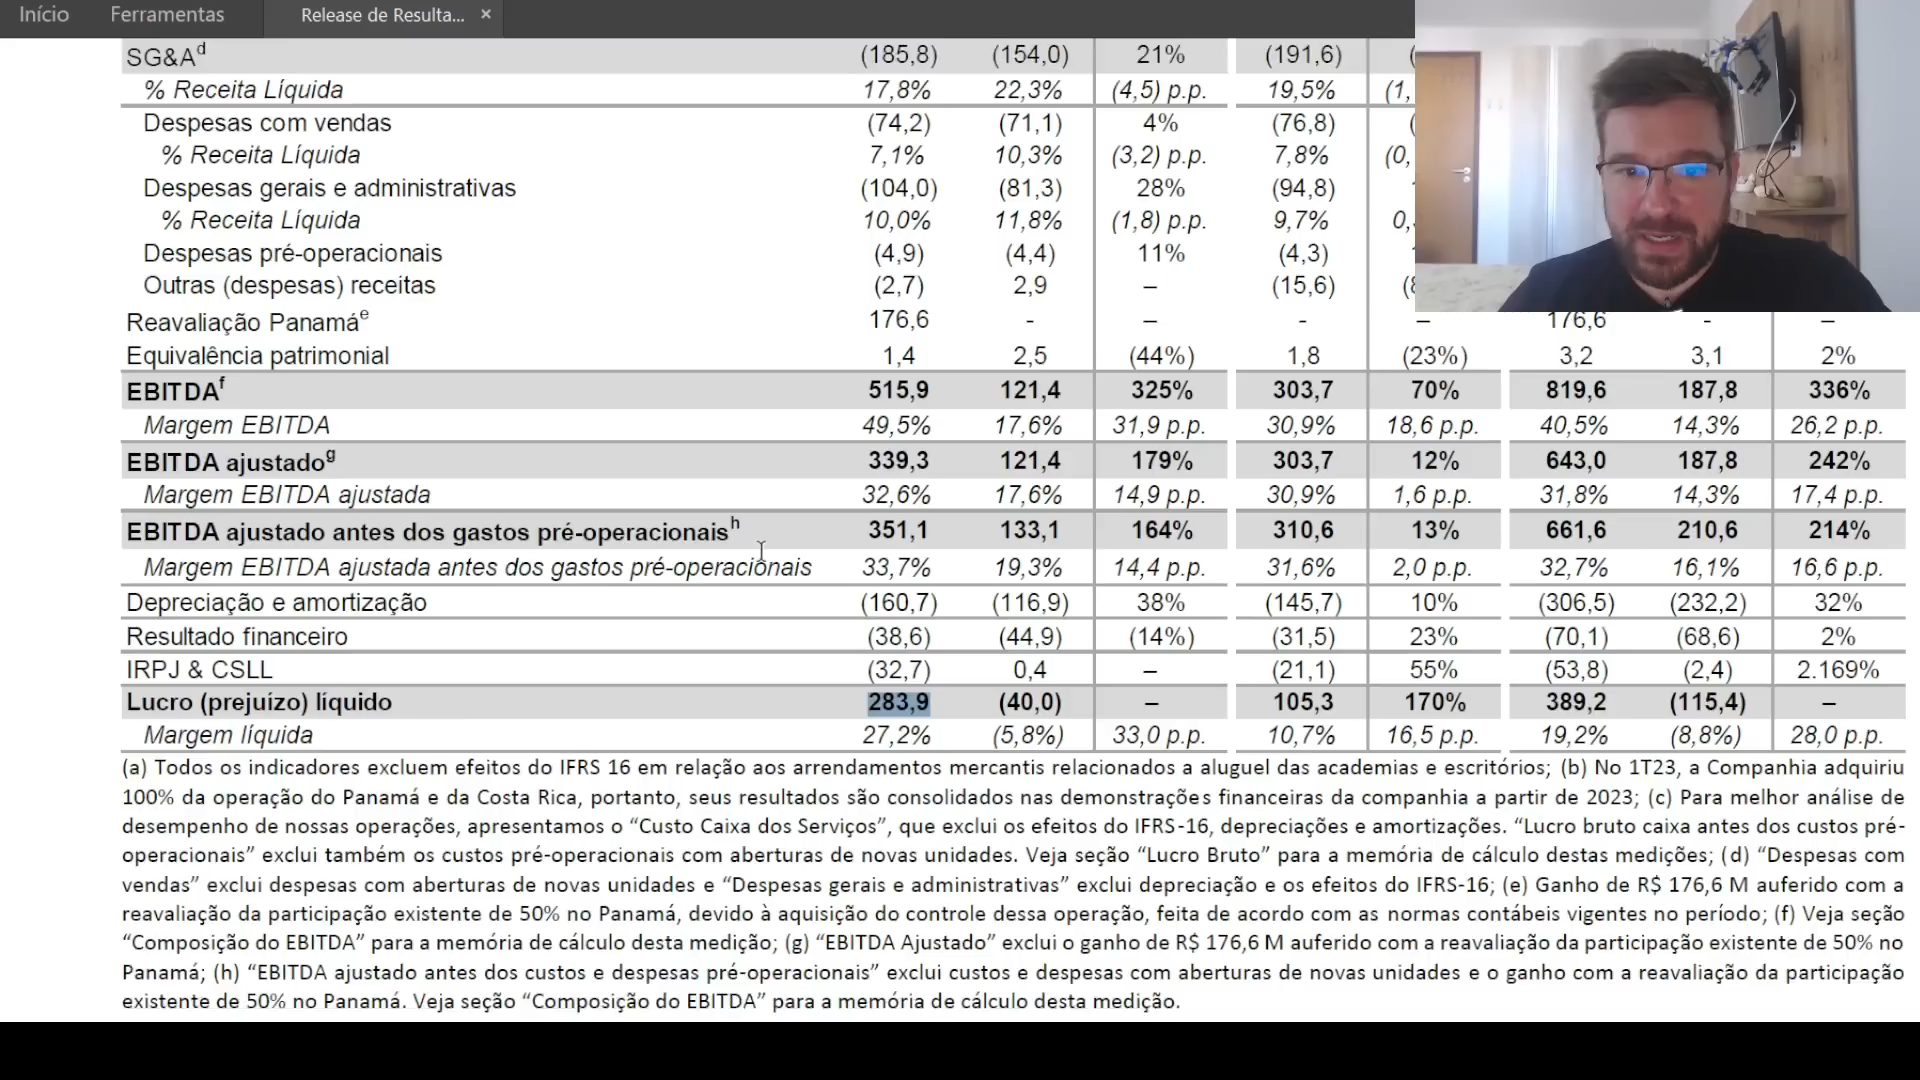 Início Ferramentas Release de Resulta... ×
SG&Aᵈ (185,8) (154,0) 21% (191,6) (
% Receita Líquida 17,8% 22,3% (4,5) p.p. 19,5% (1,
Despesas com vendas (74,2) (71,1) 4% (76,8) (
% Receita Líquida 7,1% 10,3% (3,2) p.p. 7,8% (0,
Despesas gerais e administrativas (104,0) (81,3) 28% (94,8)
% Receita Líquida 10,0% 11,8% (1,8) p.p. 9,7% 0,
Despesas pré-operacionais (4,9) (4,4) 11% (4,3)
Outras (despesas) receitas (2,7) 2,9 – (15,6) (8
Reavaliação Panamáᵉ 176,6 - – - – 176,6 - –
Equivalência patrimonial 1,4 2,5 (44%) 1,8 (23%) 3,2 3,1 2%
EBITDAᶠ 515,9 121,4 325% 303,7 70% 819,6 187,8 336%
Margem EBITDA 49,5% 17,6% 31,9 p.p. 30,9% 18,6 p.p. 40,5% 14,3% 26,2 p.p.
EBITDA ajustadoᵍ 339,3 121,4 179% 303,7 12% 643,0 187,8 242%
Margem EBITDA ajustada 32,6% 17,6% 14,9 p.p. 30,9% 1,6 p.p. 31,8% 14,3% 17,4 p.p.
EBITDA ajustado antes dos gastos pré-operacionaisʰ 351,1 133,1 164% 310,6 13% 661,6 210,6 214%
Margem EBITDA ajustada antes dos gastos pré-operacionais 33,7% 19,3% 14,4 p.p. 31,6% 2,0 p.p. 32,7% 16,1% 16,6 p.p.
Depreciação e amortização (160,7) (116,9) 38% (145,7) 10% (306,5) (232,2) 32%
Resultado financeiro (38,6) (44,9) (14%) (31,5) 23% (70,1) (68,6) 2%
IRPJ & CSLL (32,7) 0,4 – (21,1) 55% (53,8) (2,4) 2.169%
Lucro (prejuízo) líquido 283,9 (40,0) – 105,3 170% 389,2 (115,4) –
Margem líquida 27,2% (5,8%) 33,0 p.p. 10,7% 16,5 p.p. 19,2% (8,8%) 28,0 p.p.
(a) Todos os indicadores excluem efeitos do IFRS 16 em relação aos arrendamentos mercantis relacionados a aluguel das academias e escritórios; (b) No 1T23, a Companhia adquiriu
100% da operação do Panamá e da Costa Rica, portanto, seus resultados são consolidados nas demonstrações financeiras da companhia a partir de 2023; (c) Para melhor análise de
desempenho de nossas operações, apresentamos o “Custo Caixa dos Serviços”, que exclui os efeitos do IFRS-16, depreciações e amortizações. “Lucro bruto caixa antes dos custos pré-
operacionais” exclui também os custos pré-operacionais com aberturas de novas unidades. Veja seção “Lucro Bruto” para a memória de cálculo destas medições; (d) “Despesas com
vendas” exclui despesas com aberturas de novas unidades e “Despesas gerais e administrativas” exclui depreciação e os efeitos do IFRS-16; (e) Ganho de R$ 176,6 M auferido com a
reavaliação da participação existente de 50% no Panamá, devido à aquisição do controle dessa operação, feita de acordo com as normas contábeis vigentes no período; (f) Veja seção
“Composição do EBITDA” para a memória de cálculo desta medição; (g) “EBITDA Ajustado” exclui o ganho de R$ 176,6 M auferido com a reavaliação da participação existente de 50% no
Panamá; (h) “EBITDA ajustado antes dos custos e despesas pré-operacionais” exclui custos e despesas com aberturas de novas unidades e o ganho com a reavaliação da participação
existente de 50% no Panamá. Veja seção “Composição do EBITDA” para a memória de cálculo desta medição.